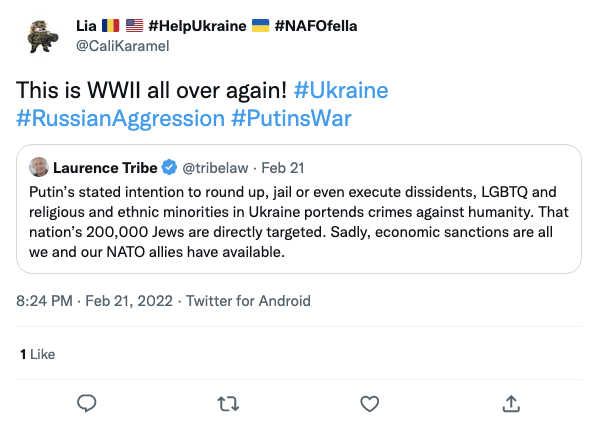 Lia 🇷🇴 🇺🇸 #HelpUkraine 🇺🇦 #NAFOfella
@CaliKaramel
This is WWII all over again! #Ukraine
#RussianAggression #PutinsWar
Laurence Tribe @tribelaw · Feb 21
Putin’s stated intention to round up, jail or even execute dissidents, LGBTQ and
religious and ethnic minorities in Ukraine portends crimes against humanity. That
nation’s 200,000 Jews are directly targeted. Sadly, economic sanctions are all
we and our NATO allies have available.
8:24 PM · Feb 21, 2022 · Twitter for Android
1 Like